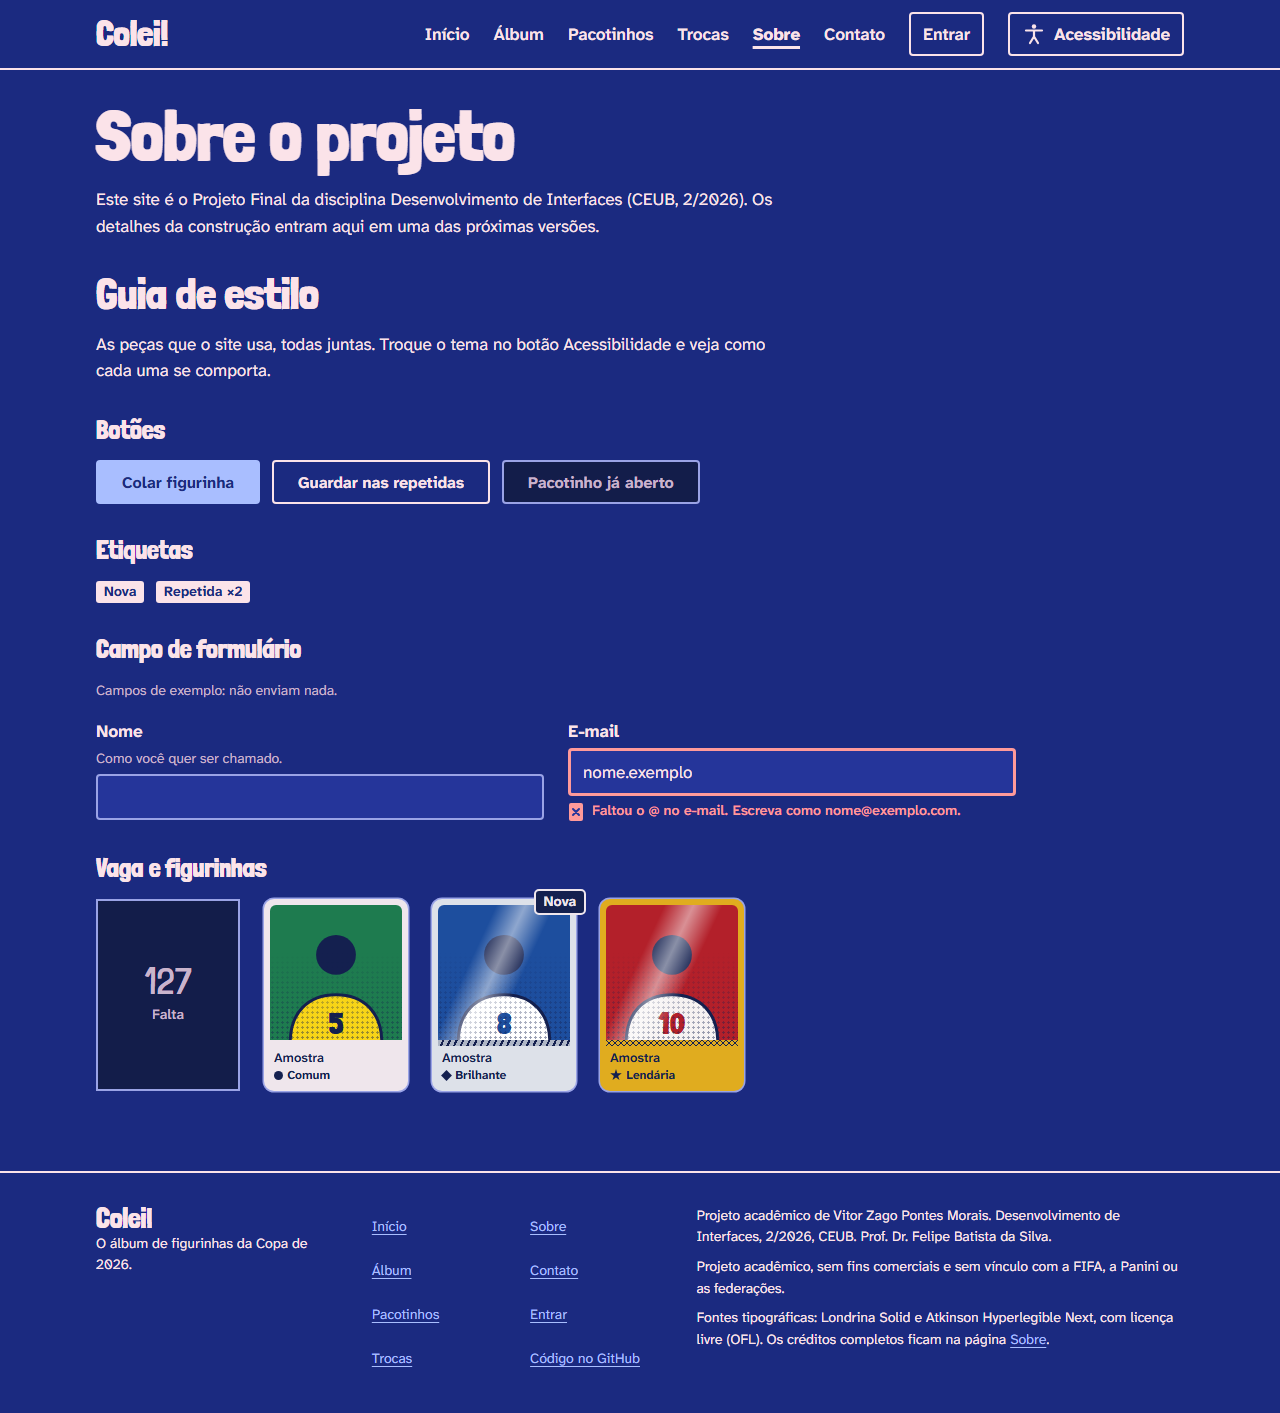 Colei!
Início
Álbum
Pacotinhos
Trocas
Sobre
Contato
Entrar
Acessibilidade
Sobre o projeto
Este site é o Projeto Final da disciplina Desenvolvimento de Interfaces (CEUB, 2/2026). Os
detalhes da construção entram aqui em uma das próximas versões.
Guia de estilo
As peças que o site usa, todas juntas. Troque o tema no botão Acessibilidade e veja como
cada uma se comporta.
Botões
Colar figurinha
Guardar nas repetidas
Pacotinho já aberto
Etiquetas
Nova
Repetida ×2
Campo de formulário
Campos de exemplo: não enviam nada.
Nome
Como você quer ser chamado.
E-mail
nome.exemplo
Faltou o @ no e-mail. Escreva como nome@exemplo.com.
Vaga e figurinhas
127
Falta
5
Amostra
Comum
Nova
8
Amostra
Brilhante
10
Amostra
Lendária
Colei!
O álbum de figurinhas da Copa de
2026.
Início
Álbum
Pacotinhos
Trocas
Sobre
Contato
Entrar
Código no GitHub
Projeto acadêmico de Vitor Zago Pontes Morais. Desenvolvimento de
Interfaces, 2/2026, CEUB. Prof. Dr. Felipe Batista da Silva.
Projeto acadêmico, sem fins comerciais e sem vínculo com a FIFA, a Panini ou
as federações.
Fontes tipográficas: Londrina Solid e Atkinson Hyperlegible Next, com licença
livre (OFL). Os créditos completos ficam na página Sobre.